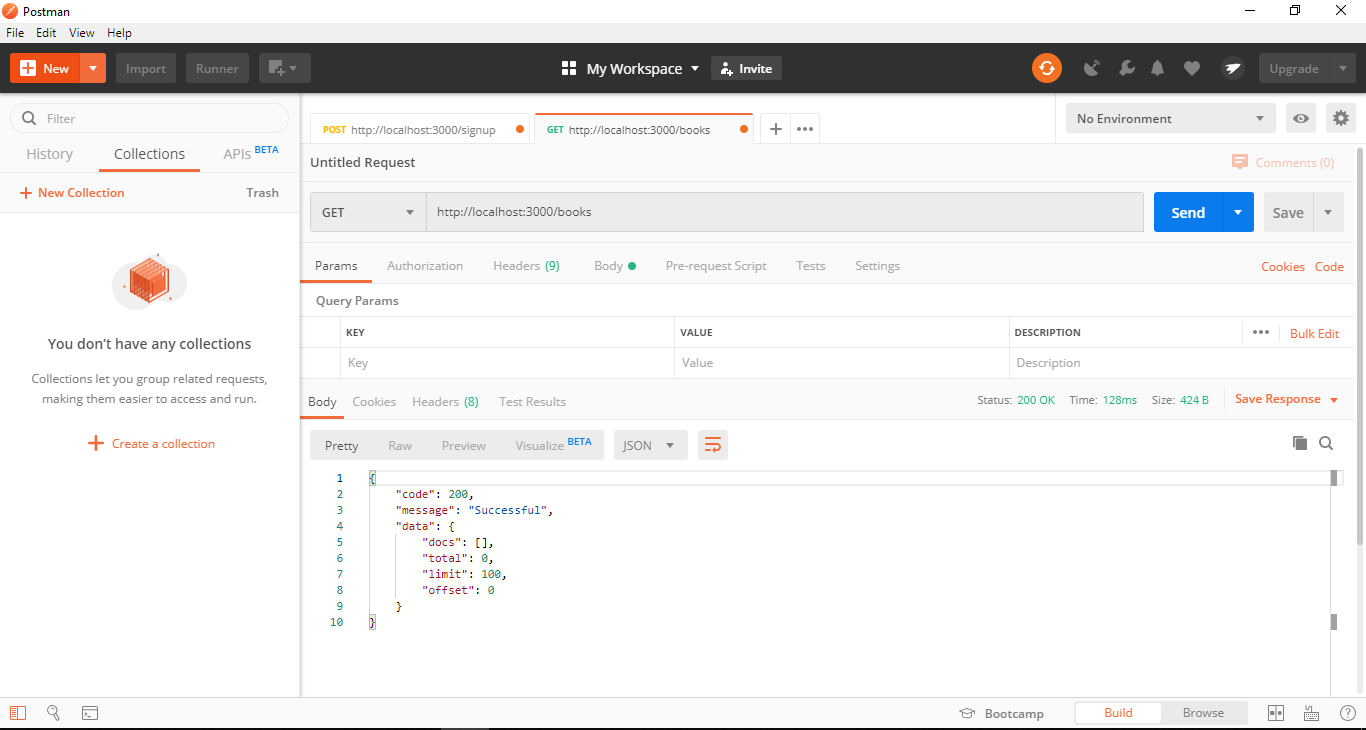 Postman
File Edit View Help
New Import Runner My Workspace Invite Upgrade
Filter
History Collections APIs BETA
New Collection Trash
You don't have any collections
Collections let you group related requests,
making them easier to access and run.
Create a collection
POST http://localhost:3000/signup GET http://localhost:3000/books No Environment
Untitled Request Comments (0)
GET http://localhost:3000/books Send Save
Params Authorization Headers (9) Body Pre-request Script Tests Settings Cookies Code
Query Params
KEY VALUE DESCRIPTION Bulk Edit
Key Value Description
Body Cookies Headers (8) Test Results Status: 200 OK Time: 128ms Size: 424 B Save Response
Pretty Raw Preview Visualize BETA JSON
1 {
2 "code": 200,
3 "message": "Successful",
4 "data": {
5 "docs": [],
6 "total": 0,
7 "limit": 100,
8 "offset": 0
9 }
10 }
Bootcamp Build Browse